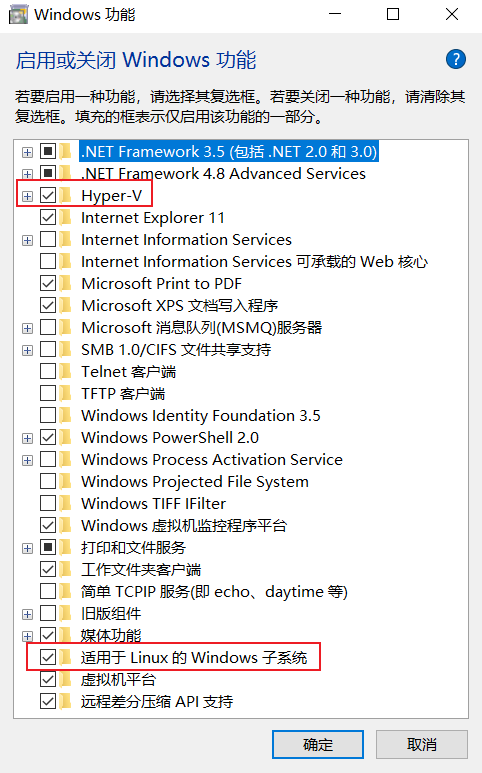 Windows 功能
启用或关闭 Windows 功能
?
若要启用一种功能，请选择其复选框。若要关闭一种功能，请清除其
复选框。填充的框表示仅启用该功能的一部分。
.NET Framework 3.5 (包括 .NET 2.0 和 3.0)
.NET Framework 4.8 Advanced Services
Hyper-V
Internet Explorer 11
Internet Information Services
Internet Information Services 可承载的 Web 核心
Microsoft Print to PDF
Microsoft XPS 文档写入程序
Microsoft 消息队列(MSMQ)服务器
SMB 1.0/CIFS 文件共享支持
Telnet 客户端
TFTP 客户端
Windows Identity Foundation 3.5
Windows PowerShell 2.0
Windows Process Activation Service
Windows Projected File System
Windows TIFF IFilter
Windows 虚拟机监控程序平台
打印和文件服务
工作文件夹客户端
简单 TCPIP 服务(即 echo、daytime 等)
旧版组件
媒体功能
适用于 Linux 的 Windows 子系统
虚拟机平台
远程差分压缩 API 支持
确定
取消